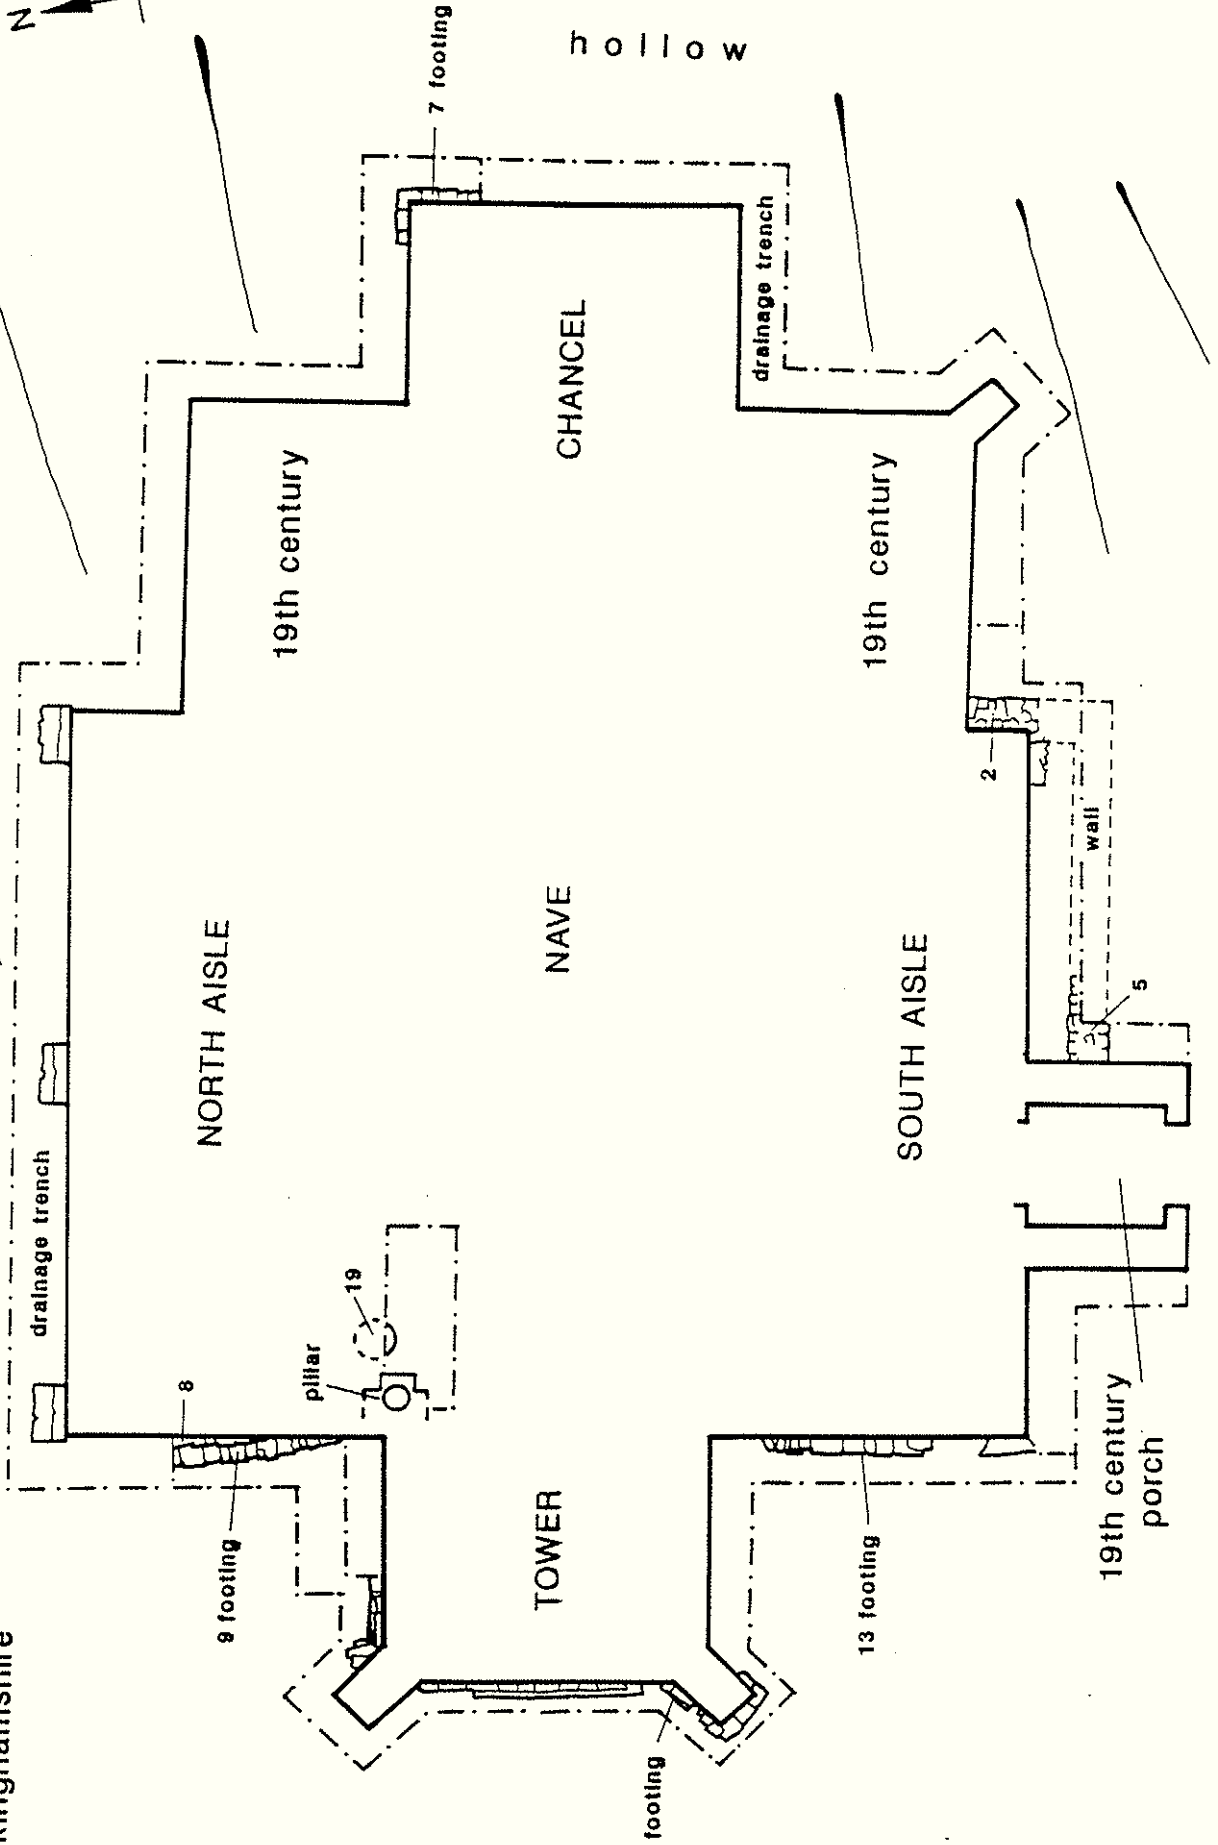 N
hollow
7 footing
drainage trench
CHANCEL
19th century
19th century
2
wall
NORTH AISLE
NAVE
SOUTH AISLE
5
drainage trench
19
pillar
8
9 footing
TOWER
13 footing
19th century
porch
footing